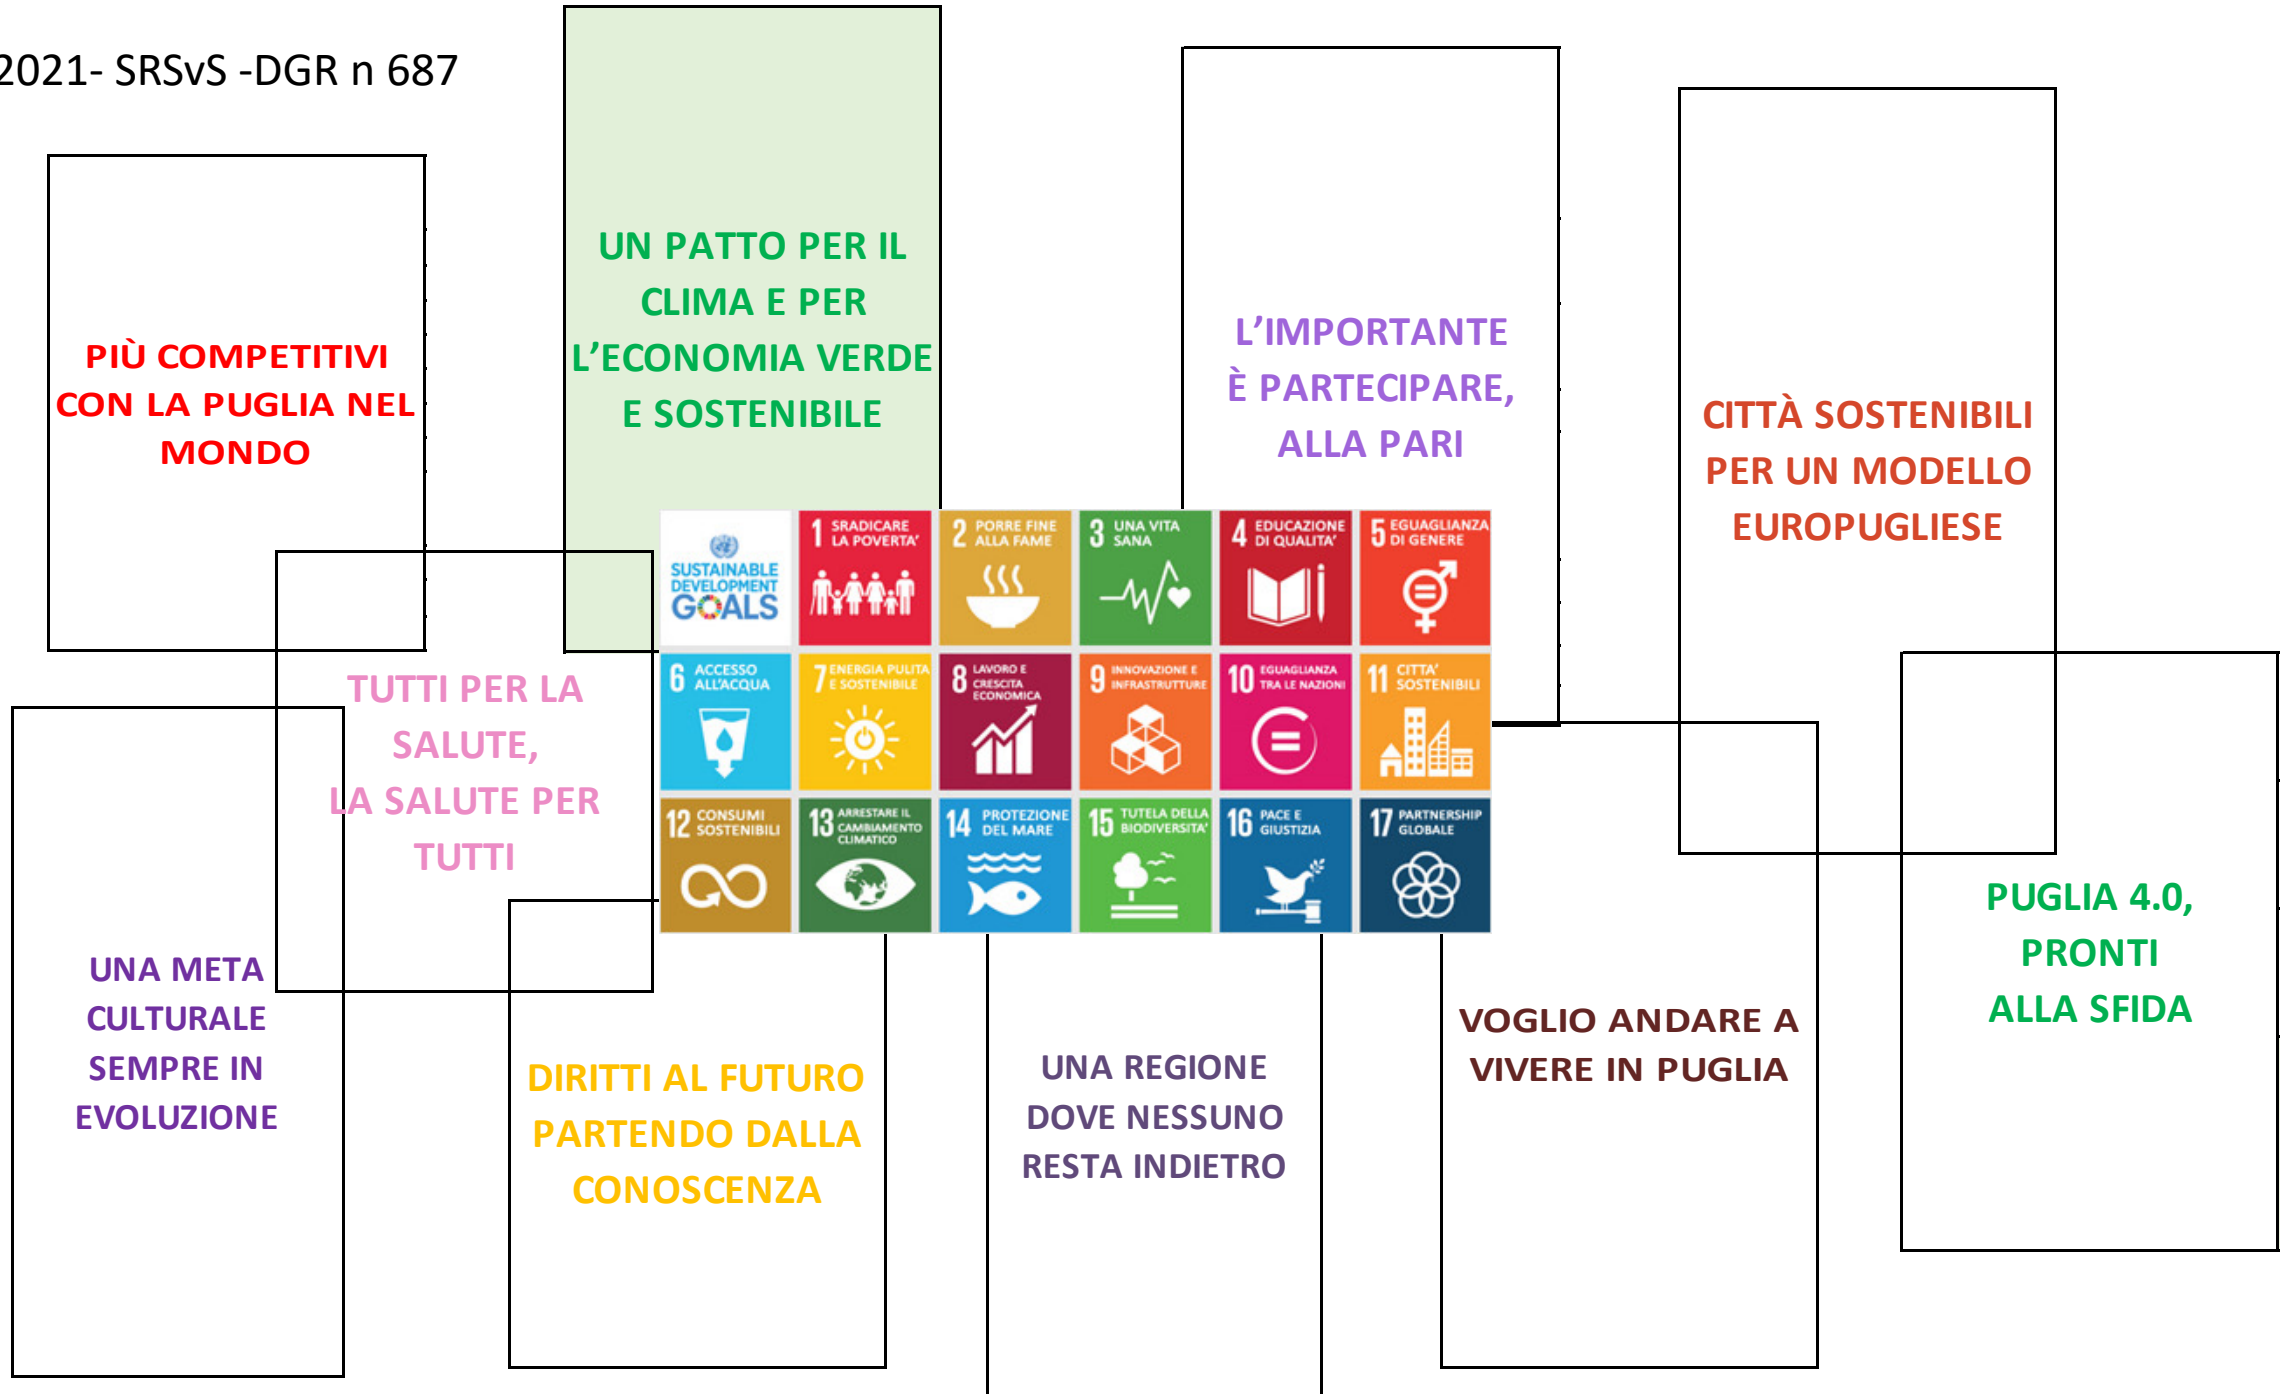 2021- SRSvS -DGR n 687
PIÙ COMPETITIVI
CON LA PUGLIA NEL
MONDO
UN PATTO PER IL
CLIMA E PER
L’ECONOMIA VERDE
E SOSTENIBILE
L’IMPORTANTE
È PARTECIPARE,
ALLA PARI
CITTÀ SOSTENIBILI
PER UN MODELLO
EUROPUGLIESE
TUTTI PER LA
SALUTE,
LA SALUTE PER
TUTTI
SUSTAINABLE
DEVELOPMENT
GOALS
1 SRADICARE
LA POVERTA'
2 PORRE FINE
ALLA FAME
3 UNA VITA
SANA
4 EDUCAZIONE
DI QUALITA'
5 EGUAGLIANZA
DI GENERE
6 ACCESSO
ALL'ACQUA
7 ENERGIA PULITA
E SOSTENIBILE
8 LAVORO E
CRESCITA
ECONOMICA
9 INNOVAZIONE E
INFRASTRUTTURE
10 EGUAGLIANZA
TRA LE NAZIONI
11 CITTA'
SOSTENIBILI
12 CONSUMI
SOSTENIBILI
13 ARRESTARE IL
CAMBIAMENTO
CLIMATICO
14 PROTEZIONE
DEL MARE
15 TUTELA DELLA
BIODIVERSITA'
16 PACE E
GIUSTIZIA
17 PARTNERSHIP
GLOBALE
UNA META
CULTURALE
SEMPRE IN
EVOLUZIONE
DIRITTI AL FUTURO
PARTENDO DALLA
CONOSCENZA
UNA REGIONE
DOVE NESSUNO
RESTA INDIETRO
VOGLIO ANDARE A
VIVERE IN PUGLIA
PUGLIA 4.0,
PRONTI
ALLA SFIDA